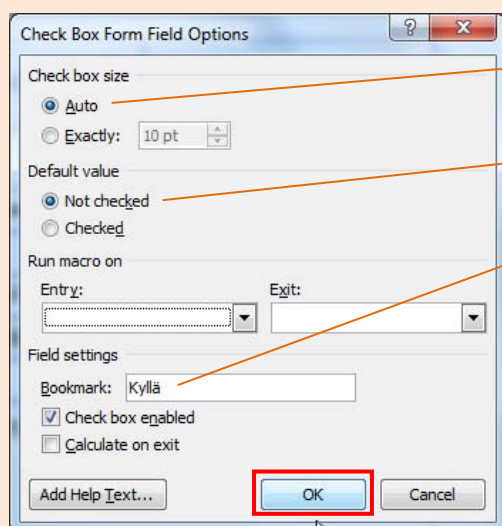 Check Box Form Field Options
Check box size
Auto
Exactly: 10 pt
Default value
Not checked
Checked
Run macro on
Entry: Exit:
Field settings
Bookmark: Kyllä
Check box enabled
Calculate on exit
Add Help Text... OK Cancel